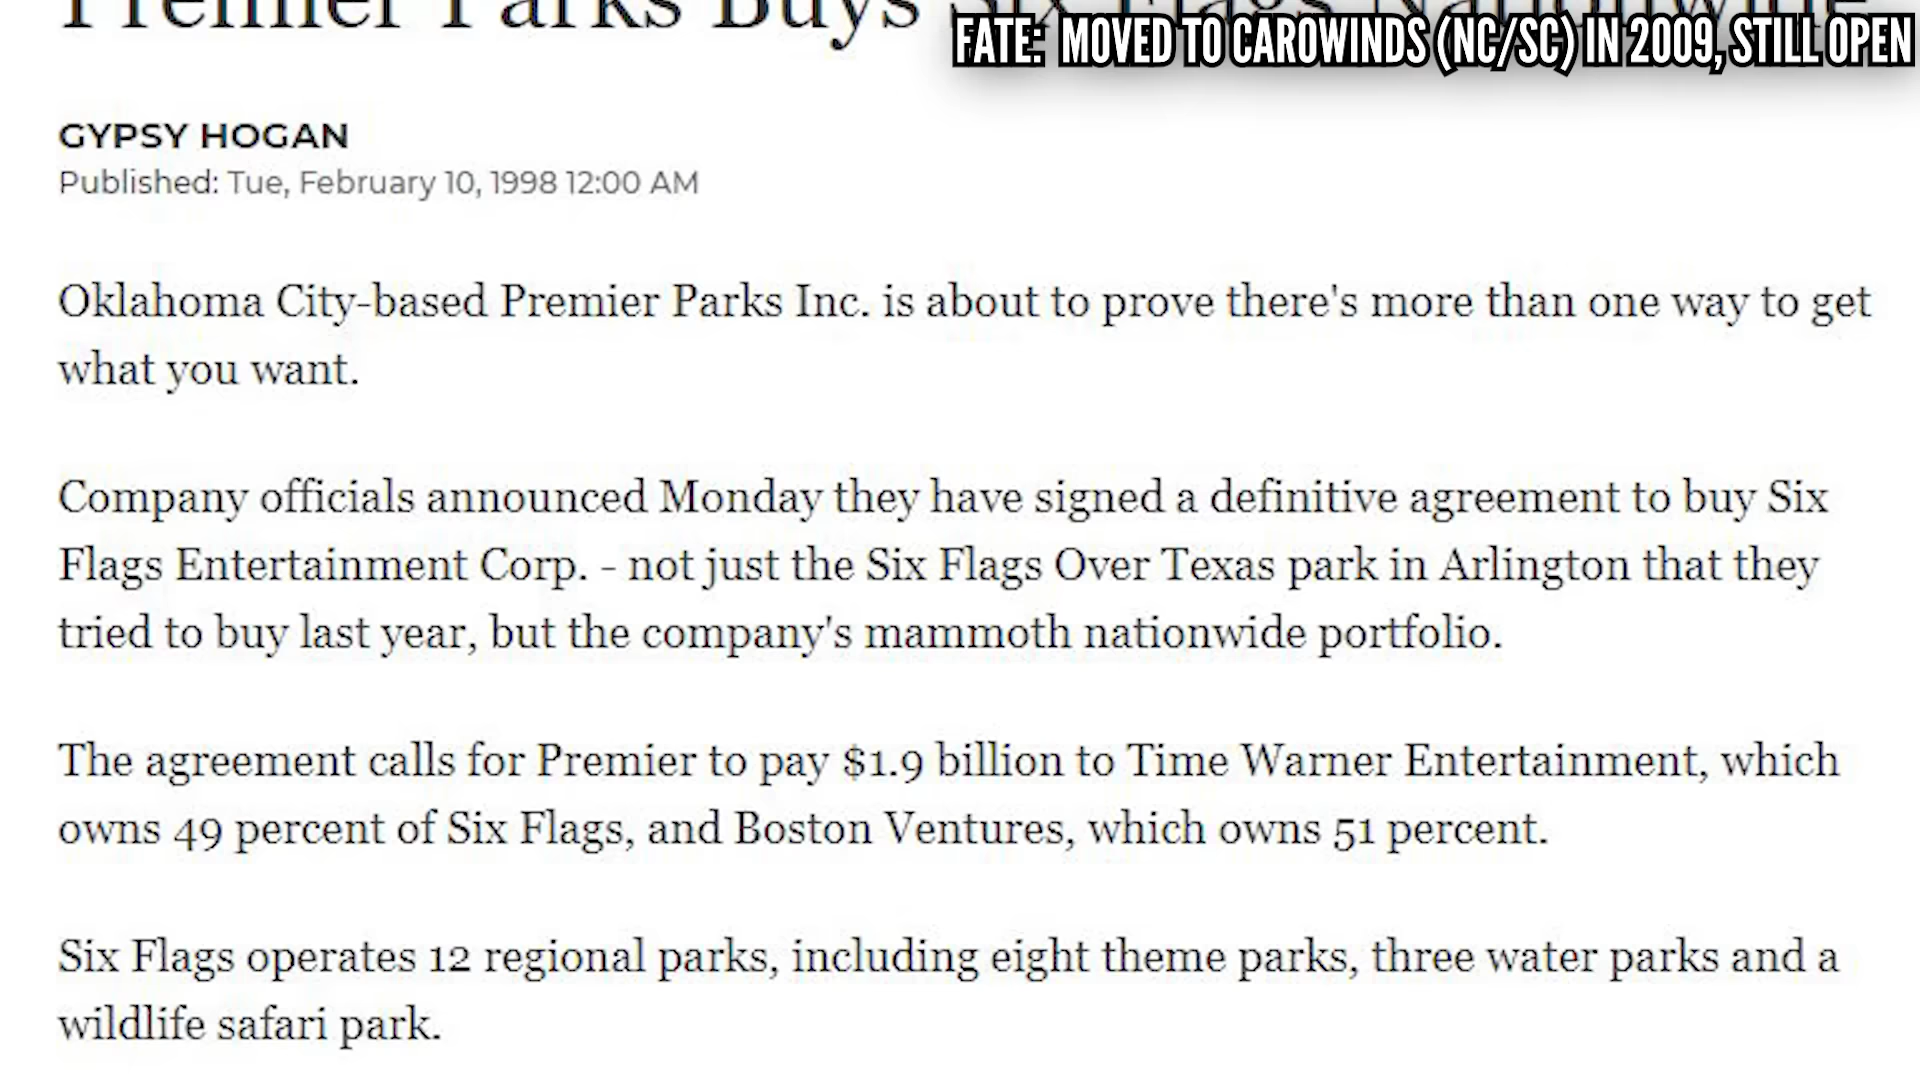 Premier Parks Buys Six Flags Nationwide
FATE: MOVED TO CAROWINDS (NC/SC) IN 2009, STILL OPEN
GYPSY HOGAN
Published: Tue, February 10, 1998 12:00 AM
Oklahoma City-based Premier Parks Inc. is about to prove there's more than one way to get
what you want.
Company officials announced Monday they have signed a definitive agreement to buy Six
Flags Entertainment Corp. - not just the Six Flags Over Texas park in Arlington that they
tried to buy last year, but the company's mammoth nationwide portfolio.
The agreement calls for Premier to pay $1.9 billion to Time Warner Entertainment, which
owns 49 percent of Six Flags, and Boston Ventures, which owns 51 percent.
Six Flags operates 12 regional parks, including eight theme parks, three water parks and a
wildlife safari park.